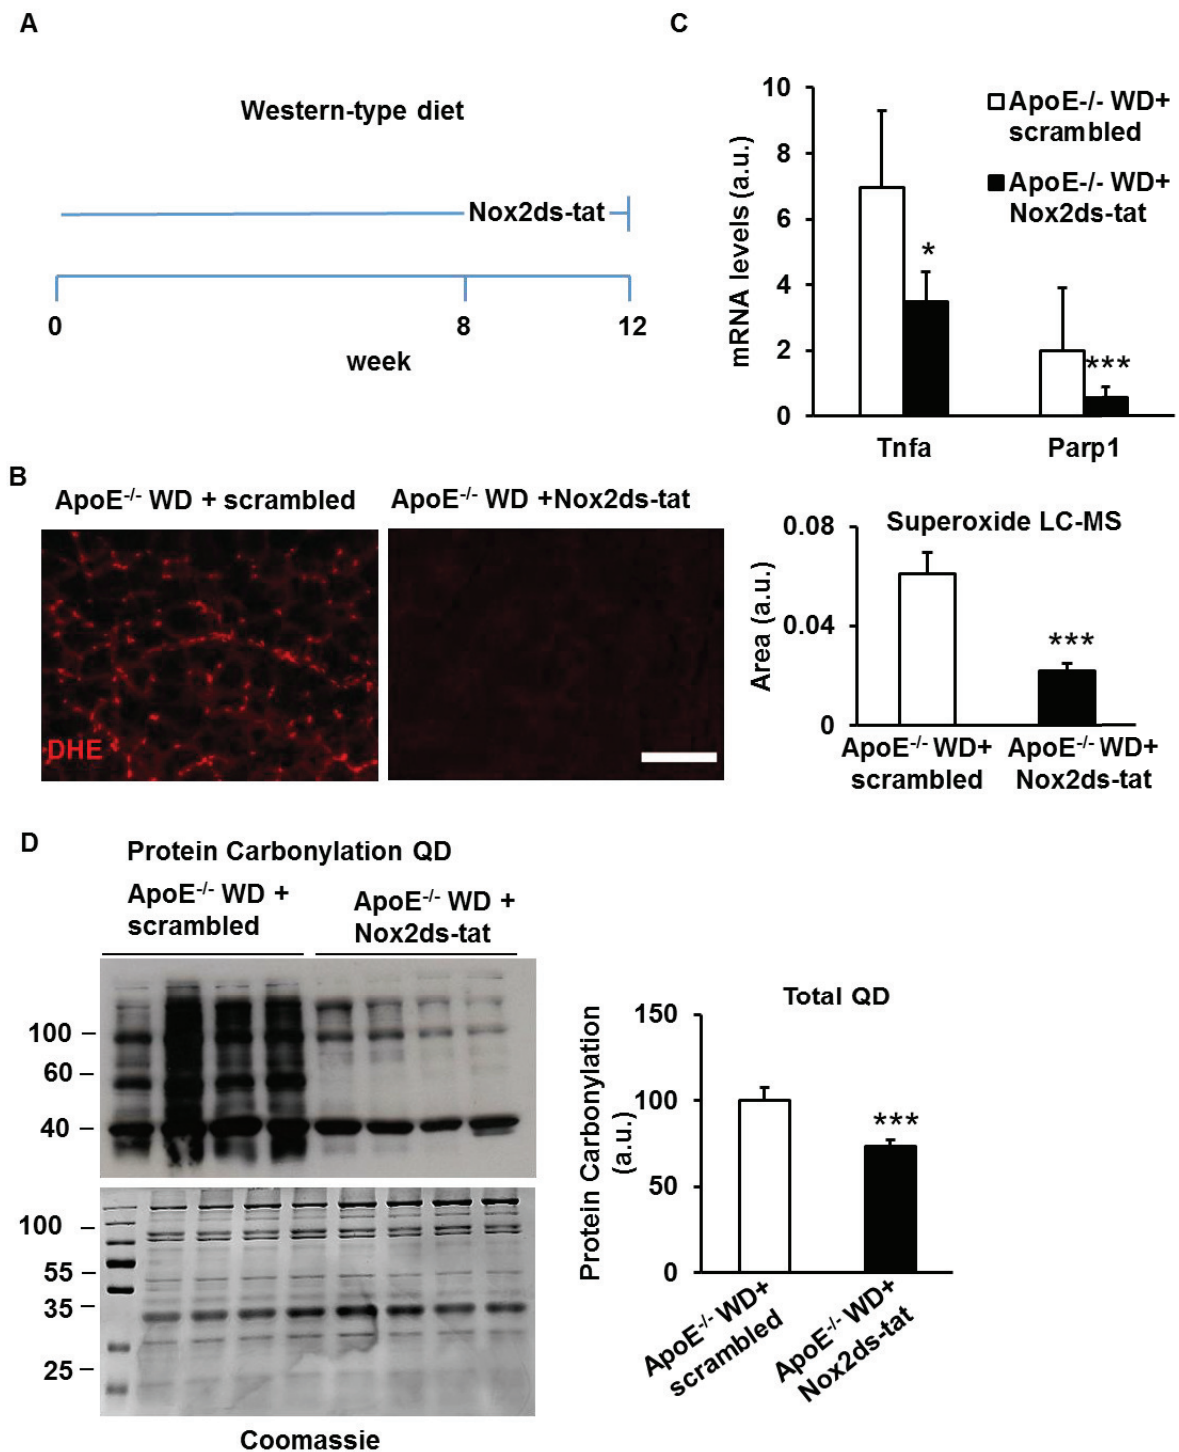 A
Western-type diet
Nox2ds-tat
0
8
12
week
C
10
8
6
4
2
0
mRNA levels (a.u.)
ApoE-/- WD+
scrambled
ApoE-/- WD+
Nox2ds-tat
*
***
Tnfa
Parp1
B
ApoE-/- WD + scrambled
ApoE-/- WD +Nox2ds-tat
DHE
Superoxide LC-MS
0.08
0.04
0
Area (a.u.)
***
ApoE-/- WD+
scrambled
ApoE-/- WD+
Nox2ds-tat
D
Protein Carbonylation QD
ApoE-/- WD +
scrambled
ApoE-/- WD +
Nox2ds-tat
100
60
40
100
55
35
25
Coomassie
Total QD
150
100
50
0
Protein Carbonylation
(a.u.)
***
ApoE-/- WD+
scrambled
ApoE-/- WD+
Nox2ds-tat